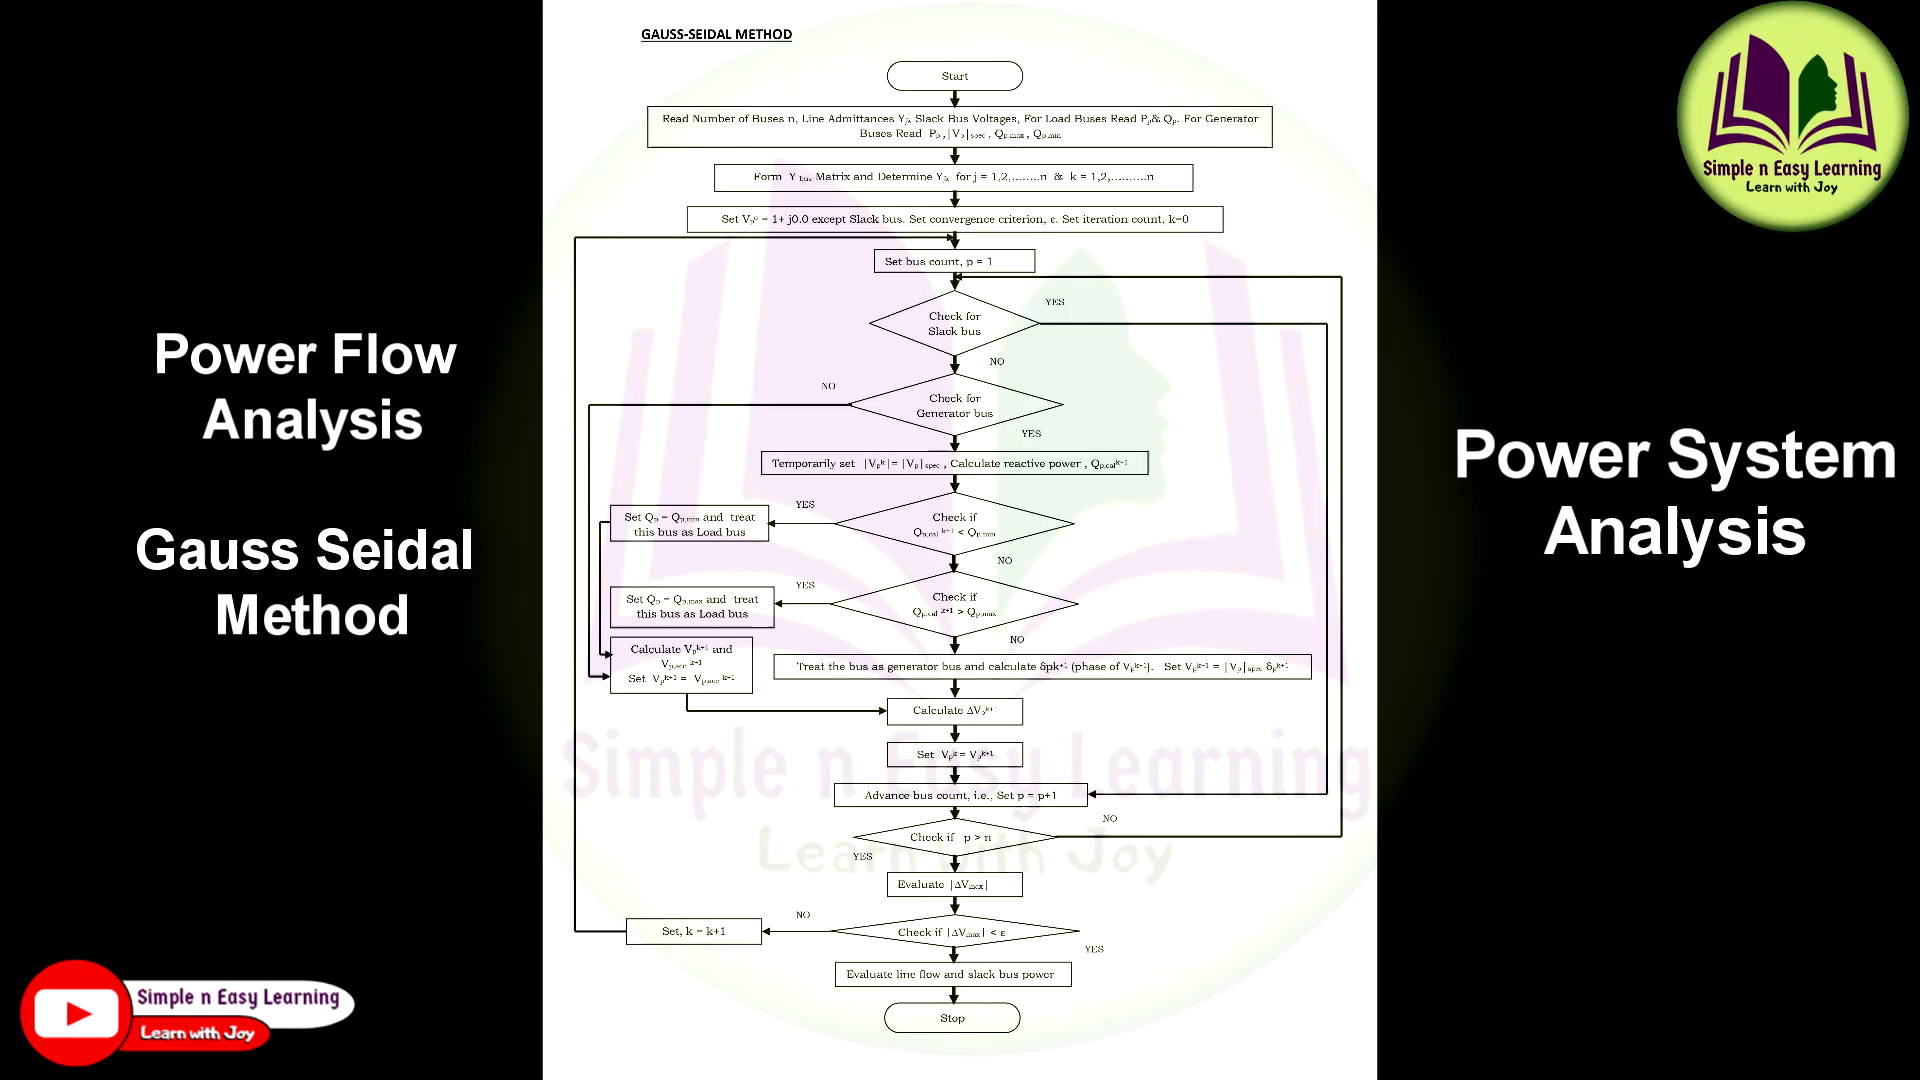 GAUSS-SEIDAL METHOD
Start
Read Number of Buses n, Line Admittances Yⱼₖ Slack Bus Voltages, For Load Buses Read Pₚ& Qₚ. For Generator
Buses Read Pₚ ,|Vₚ|spec , Qp,max , Qp,min
Form Y bus Matrix and Determine Yⱼₖ for j = 1,2,........n & k = 1,2,..........n
Set Vₚ⁰ = 1+ j0.0 except Slack bus. Set convergence criterion, ε. Set iteration count, k=0
Set bus count, p = 1
YES
Check for
Slack bus
NO
NO
Check for
Generator bus
YES
Temporarily set |Vₚᵏ|= |Vₚ|spec , Calculate reactive power , Qp,calᵏ⁺¹
YES
Set Qₚ = Qp,min and treat
this bus as Load bus
Check if
Qp,cal ᵏ⁺¹ < Qp,min
NO
YES
Set Qₚ = Qp,max and treat
this bus as Load bus
Check if
Qp,cal ᵏ⁺¹ > Qp,max
NO
Calculate Vₚᵏ⁺¹ and
Vp,acc ᵏ⁺¹
Set Vₚᵏ⁺¹ = Vp,acc ᵏ⁺¹
Treat the bus as generator bus and calculate δpk⁺¹ (phase of Vₚᵏ⁺¹). Set Vₚᵏ⁺¹ = |Vₚ|spec δₚᵏ⁺¹
Calculate ΔVₚᵏ⁺¹
Set Vₚᵏ = Vₚᵏ⁺¹
Advance bus count, i.e., Set p = p+1
NO
Check if p > n
YES
Evaluate |ΔVmax|
NO
Set, k = k+1
Check if |ΔVmax| < ε
YES
Evaluate line flow and slack bus power
Stop
Power Flow
Analysis
Gauss Seidal
Method
Power System
Analysis
Simple n Easy Learning
Learn with Joy
Simple n Easy Learning
Learn with Joy
Simple n Easy Learning
Learn with Joy